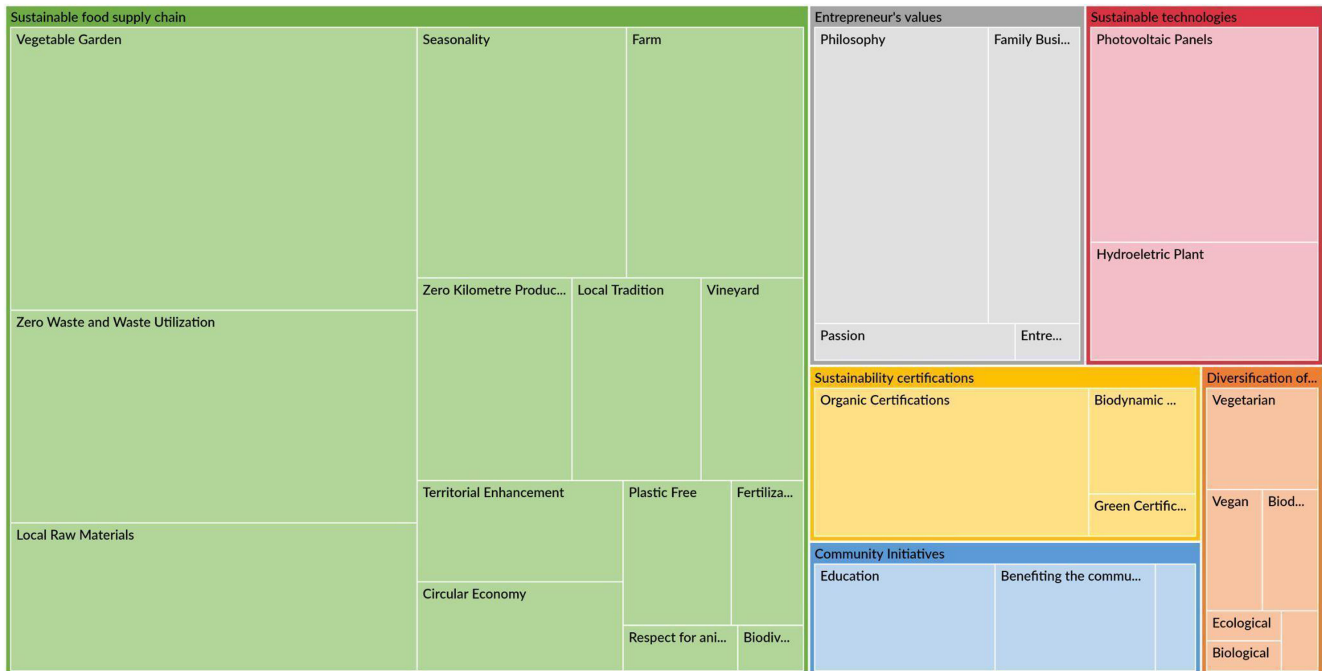 Sustainable food supply chain
Vegetable Garden
Zero Waste and Waste Utilization
Local Raw Materials
Seasonality
Farm
Zero Kilometre Produc...
Local Tradition
Vineyard
Territorial Enhancement
Circular Economy
Plastic Free
Fertiliza...
Respect for ani...
Biodiv...
Entrepreneur's values
Philosophy
Family Busi...
Passion
Entre...
Sustainable technologies
Photovoltaic Panels
Hydroeletric Plant
Sustainability certifications
Organic Certifications
Biodynamic ...
Green Certific...
Community Initiatives
Education
Benefiting the commu...
Diversification of...
Vegetarian
Vegan
Biod...
Ecological
Biological